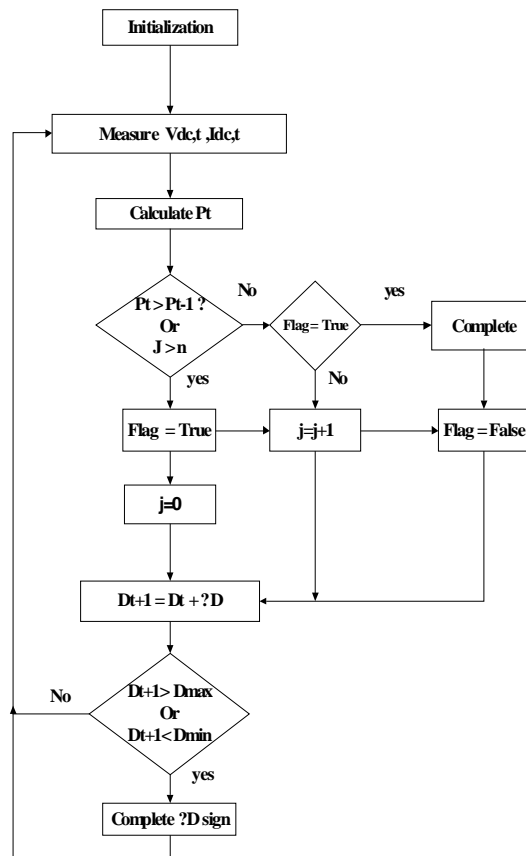 Initialization
Measure Vdc,t ,Idc,t
Calculate Pt
Pt > Pt-1 ?
Or
J > n
No
Flag = True
yes
Complete
yes
No
Flag = True
j=j+1
Flag = False
j=0
Dt+1 = Dt + ?D
No
Dt+1 > Dmax
Or
Dt+1 < Dmin
yes
Complete ?D sign